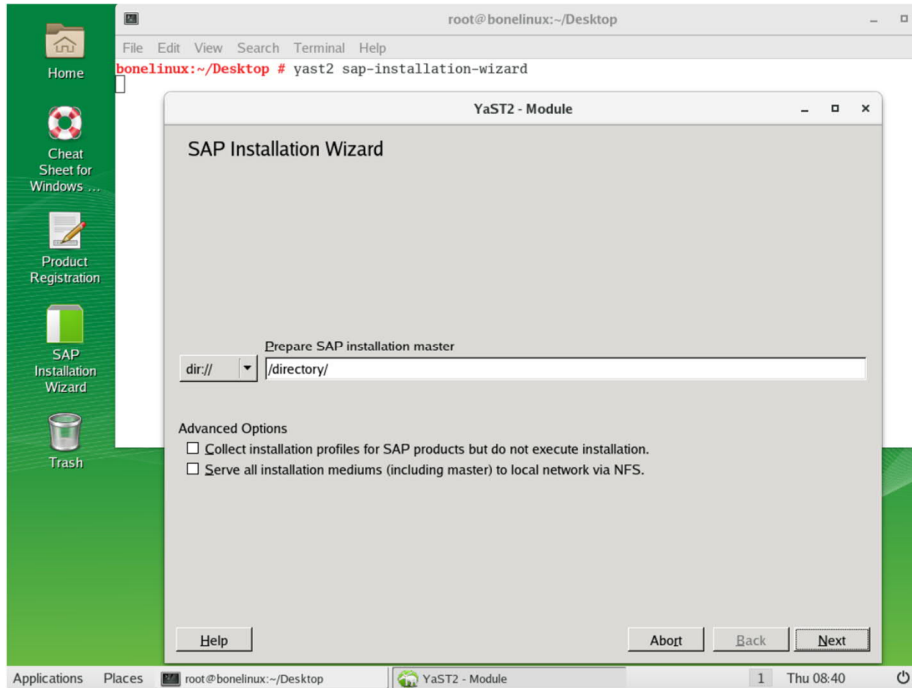 root@bonelinux:~/Desktop
File Edit View Search Terminal Help
bonelinux:~/Desktop # yast2 sap-installation-wizard
Home
Cheat
Sheet for
Windows ...
Product
Registration
SAP
Installation
Wizard
Trash
YaST2 - Module
SAP Installation Wizard
Prepare SAP installation master
dir:// /directory/
Advanced Options
Collect installation profiles for SAP products but do not execute installation.
Serve all installation mediums (including master) to local network via NFS.
Help Abort Back Next
Applications Places root@bonelinux:~/Desktop YaST2 - Module 1 Thu 08:40